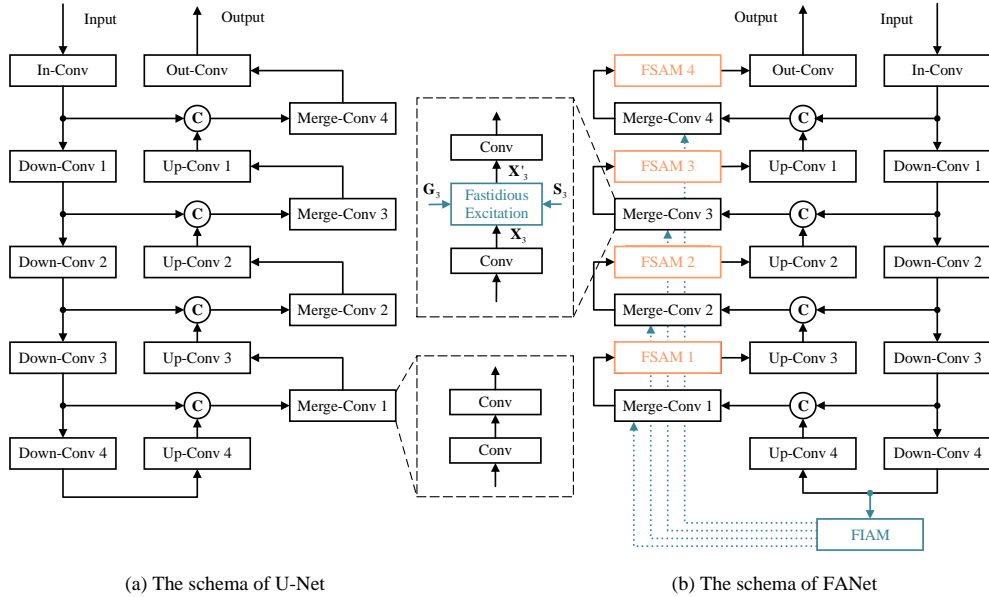 Input
Output
In-Conv
Out-Conv
C
Merge-Conv 4
Down-Conv 1
Up-Conv 1
C
Merge-Conv 3
Down-Conv 2
Up-Conv 2
C
Merge-Conv 2
Down-Conv 3
Up-Conv 3
C
Merge-Conv 1
Down-Conv 4
Up-Conv 4
(a) The schema of U-Net
Conv
X'3
G3
Fastidious
Excitation
S3
X3
Conv
Conv
Conv
Output
Input
FSAM 4
Out-Conv
In-Conv
Merge-Conv 4
C
FSAM 3
Up-Conv 1
Down-Conv 1
Merge-Conv 3
C
FSAM 2
Up-Conv 2
Down-Conv 2
Merge-Conv 2
C
FSAM 1
Up-Conv 3
Down-Conv 3
Merge-Conv 1
C
Up-Conv 4
Down-Conv 4
FIAM
(b) The schema of FANet